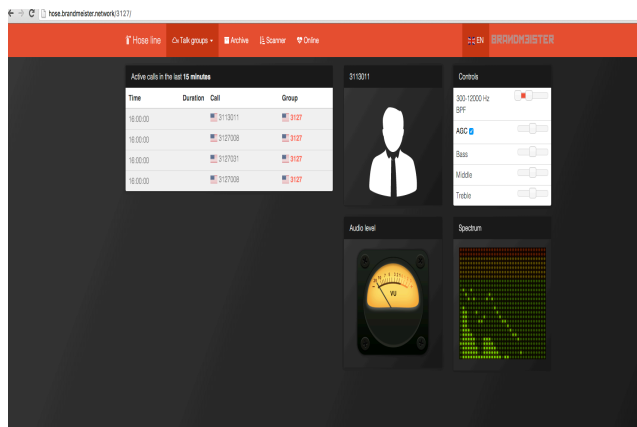 hose.brandmeister.network/3127/
Hose line Talk groups Archive Scanner Online EN BRANDMEISTER
Active calls in the last 15 minutes
Time Duration Call Group
16:00:00 3113011 3127
16:00:00 3127008 3127
16:00:00 3127031 3127
16:00:00 3127008 3127
3113011
Controls
300-12000 Hz
BPF
AGC
Bass
Middle
Treble
Audio level
VU
Spectrum